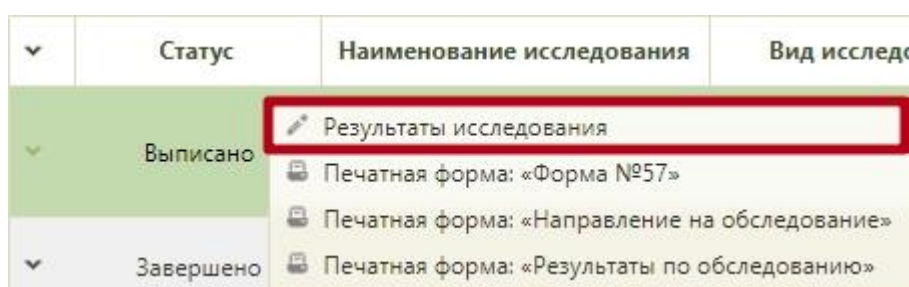 Статус Наименование исследования Вид исследо
Результаты исследования
Выписано
Печатная форма: «Форма №57»
Печатная форма: «Направление на обследование»
Завершено Печатная форма: «Результаты по обследованию»